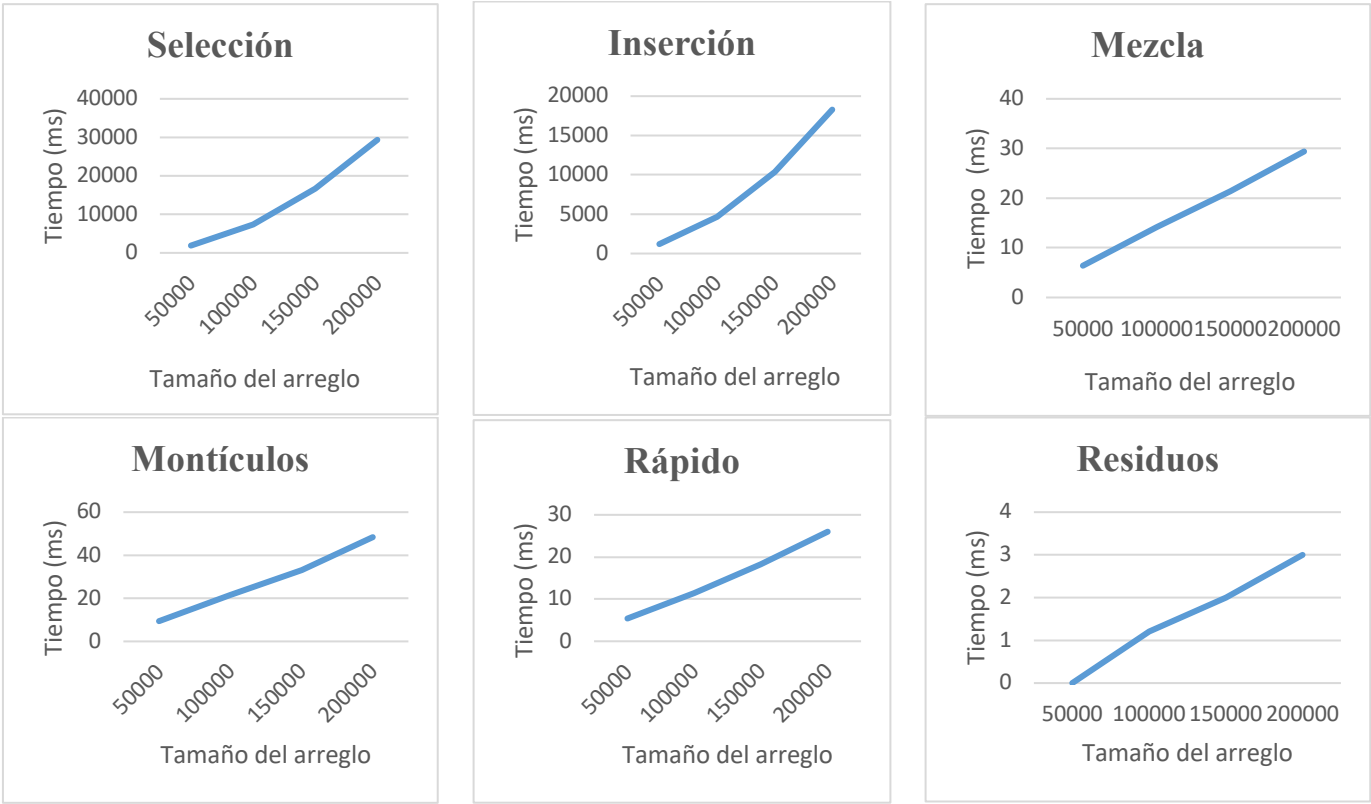 Selección
40000
30000
20000
10000
0
Tiempo (ms)
50000
100000
150000
200000
Tamaño del arreglo
Inserción
20000
15000
10000
5000
0
Tiempo (ms)
50000
100000
150000
200000
Tamaño del arreglo
Mezcla
40
30
20
10
0
Tiempo (ms)
50000 100000 150000 200000
Tamaño del arreglo
Montículos
60
40
20
0
Tiempo (ms)
50000
100000
150000
200000
Tamaño del arreglo
Rápido
30
20
10
0
Tiempo (ms)
50000
100000
150000
200000
Tamaño del arreglo
Residuos
4
3
2
1
0
Tiempo (ms)
50000 100000 150000 200000
Tamaño del arreglo